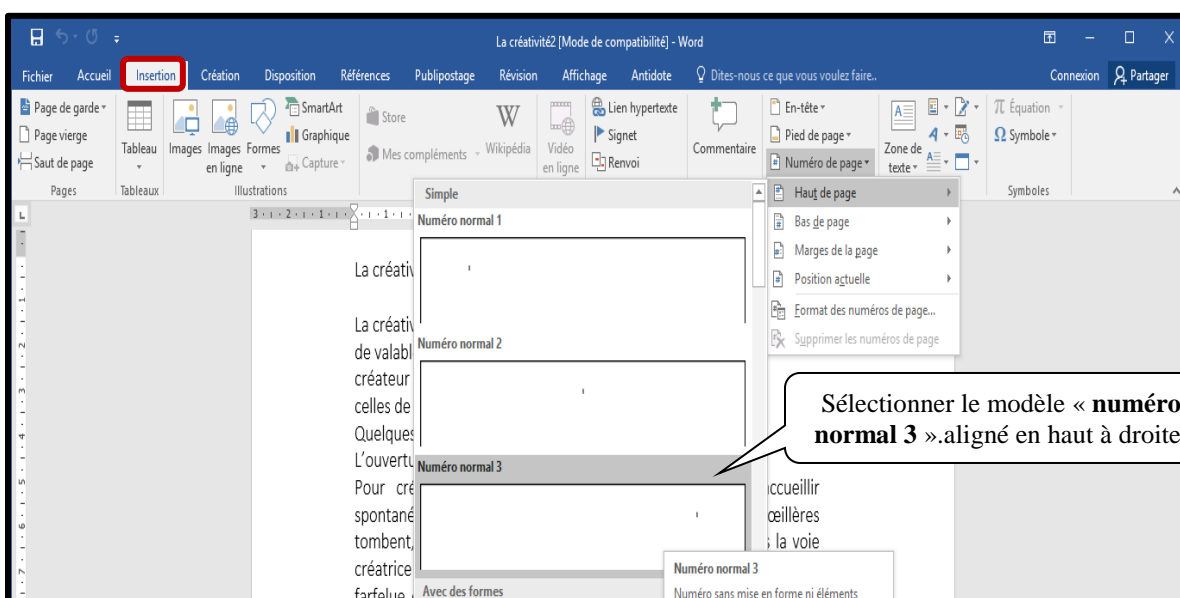 La créativité2 [Mode de compatibilité] - Word
Fichier Accueil Insertion Création Disposition Références Publipostage Révision Affichage Antidote Dites-nous ce que vous voulez faire.. Connexion Partager
Page de garde
Page vierge
Saut de page
Pages
Tableau
Tableaux
Images
Images en ligne
Formes
SmartArt
Graphique
Capture
Illustrations
Store
Mes compléments
Wikipédia
Vidéo en ligne
Lien hypertexte
Signet
Renvoi
Commentaire
En-tête
Pied de page
Numéro de page
Zone de texte
π Équation
Ω Symbole
Symboles
Haut de page
Bas de page
Marges de la page
Position actuelle
Format des numéros de page...
Supprimer les numéros de page
Simple
Numéro normal 1
Numéro normal 2
Numéro normal 3
Avec des formes
Numéro normal 3
Numéro sans mise en forme ni éléments
3 2 1 1
La créativ
La créativ
de valabl
créateur
celles de
Quelques
L'ouvertu
Pour cré ccueillir
spontané œillères
tombent, la voie
créatrice
farfelue
Sélectionner le modèle « numéro
normal 3 ».aligné en haut à droite